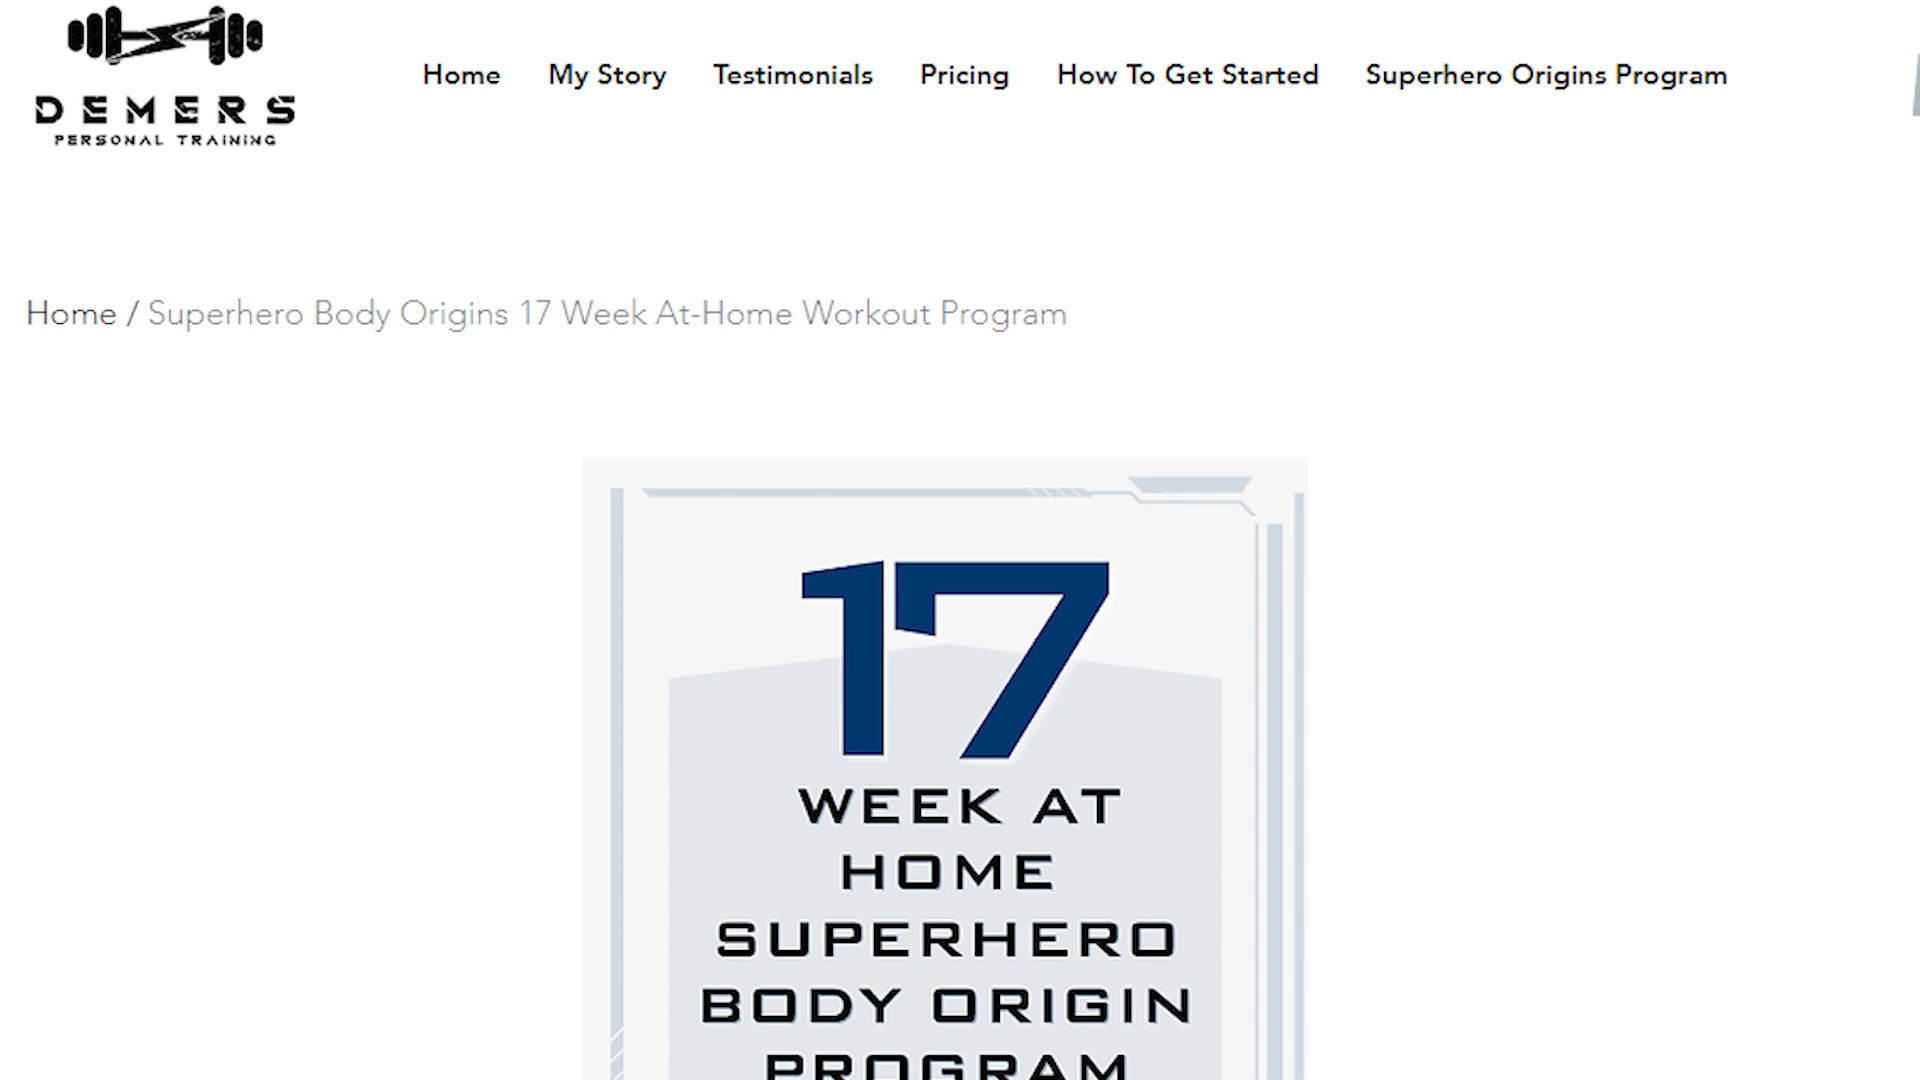 DEMERS
PERSONAL TRAINING
Home My Story Testimonials Pricing How To Get Started Superhero Origins Program
Home / Superhero Body Origins 17 Week At-Home Workout Program
17
WEEK AT
HOME
SUPERHERO
BODY ORIGIN
PROGRAM